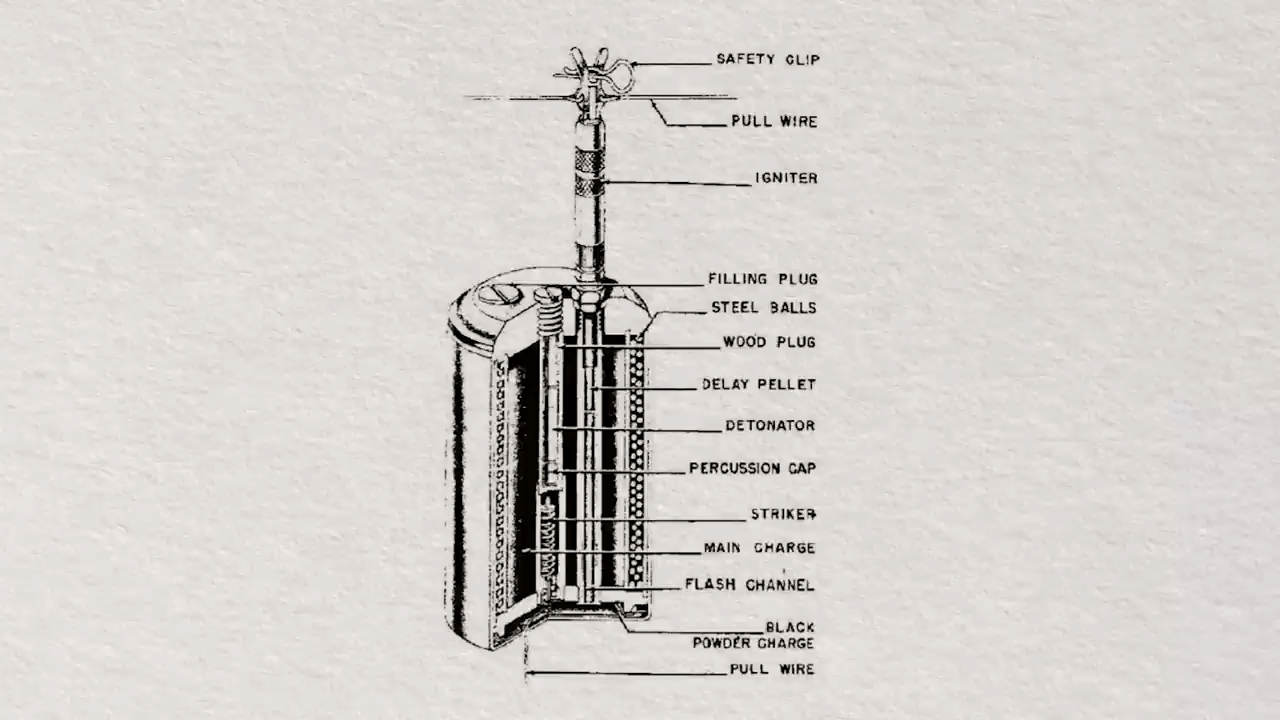 SAFETY CLIP
PULL WIRE
IGNITER
FILLING PLUG
STEEL BALLS
WOOD PLUG
DELAY PELLET
DETONATOR
PERCUSSION CAP
STRIKER
MAIN CHARGE
FLASH CHANNEL
BLACK
POWDER CHARGE
PULL WIRE